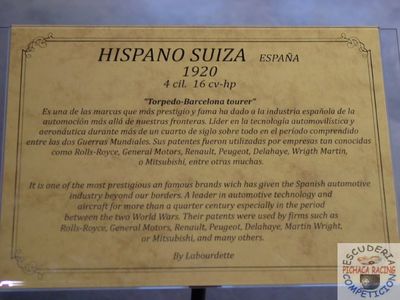 HISPANO SUIZA ESPAÑA
1920
4 cil. 16 cv-hp
"Torpedo-Barcelona tourer"
Es una de las marcas que más prestigio y fama ha dado a la industria española de la
automoción más allá de nuestras fronteras. Líder en la tecnología automovilística y
aeronáutica durante más de un cuarto de siglo sobre todo en el período comprendido
entre las dos Guerras Mundiales. Sus patentes fueron utilizadas por empresas tan conocidas
como Rolls-Royce, General Motors, Renault, Peugeot, Delahaye, Wrigth Martin,
o Mitsubishi, entre otras muchas.
It is one of the most prestigious an famous brands wich has given the Spanish automotive
industry beyond our borders. A leader in automotive technology and
aircraft for more than a quarter century especially in the period
between the two World Wars. Their patents were used by firms such as
Rolls-Royce, General Motors, Renault, Peugeot, Delahaye, Martin Wright,
or Mitsubishi, and many others.
By Labourdette
ESCUDERIA
PICHACA RACING
COMPETICION